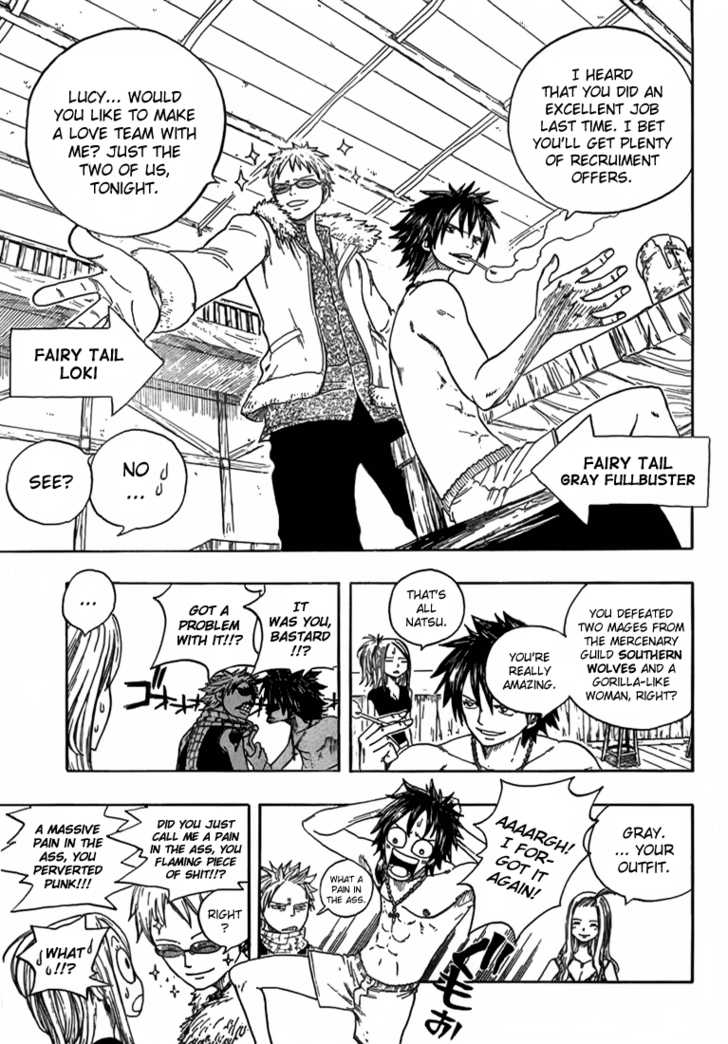 I HEARD
THAT YOU DID AN
EXCELLENT JOB
LAST TIME. I BET
YOU'LL GET PLENTY
OF RECRUITMENT
OFFERS.
LUCY... WOULD
YOU LIKE TO MAKE
A LOVE TEAM WITH
ME? JUST THE
TWO OF US,
TONIGHT.
FAIRY TAIL
LOKI
FAIRY TAIL
GRAY FULLBUSTER
NO
...
SEE?
YOU DEFEATED
TWO MAGES FROM
THE MERCENARY
GUILD SOUTHERN
WOLVES AND A
GORILLA-LIKE
WOMAN, RIGHT?
YOU'RE
REALLY
AMAZING.
THAT'S
ALL
NATSU.
IT
WAS YOU,
BASTARD
!!?
GOT A
PROBLEM
WITH IT!!?
...
GRAY.
... YOUR
OUTFIT.
AAAARGH!
I FOR-
GOT IT
AGAIN!
くもぉ
WHAT
A PAIN
IN THE
ASS.
DID YOU JUST
CALL ME A PAIN
IN THE ASS, YOU
FLAMING PIECE
OF SHIT!!?
A MASSIVE
PAIN IN THE
ASS, YOU
PERVERTED
PUNK!!!
RIGHT
?
WHAT
!!?